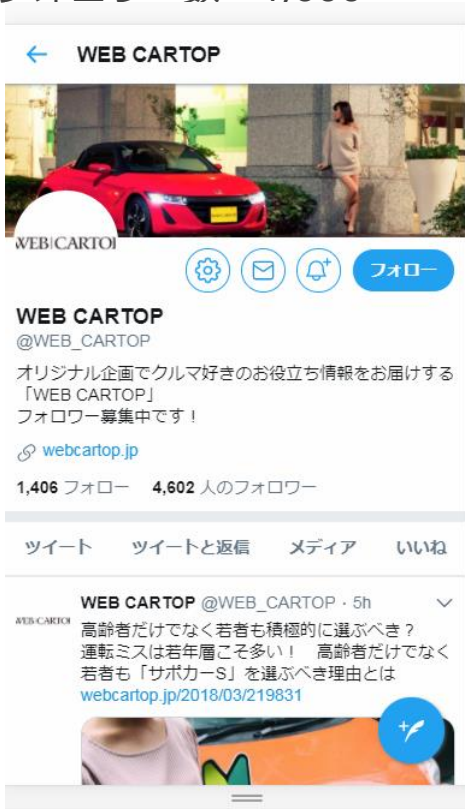 WEB CARTOP
WEB CARTOP
フォロー
WEB CARTOP
@WEB_CARTOP
オリジナル企画でクルマ好きのお役立ち情報をお届けする
「WEB CARTOP」
フォロワー募集中です！
webcartop.jp
1,406 フォロー 4,602 人のフォロワー
ツイート ツイートと返信 メディア いいね
WEB CARTOP @WEB_CARTOP · 5h
WEB CARTOP
高齢者だけでなく若者も積極的に選ぶべき？
運転ミスは若年層こそ多い！　高齢者だけでなく
若者も「サポカーS」を選ぶべき理由とは
webcartop.jp/2018/03/219831